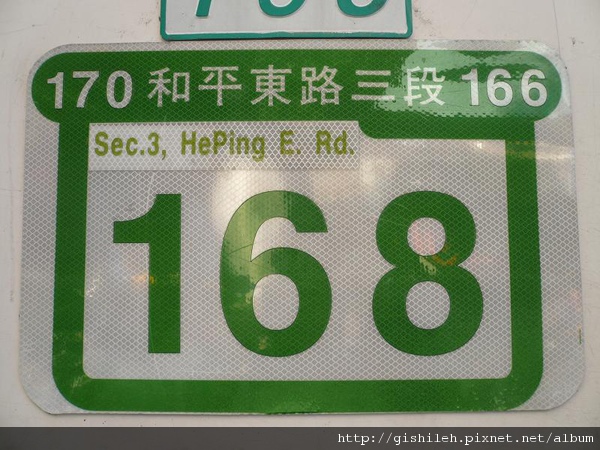 170 和平東路三段 166
Sec.3, HePing E. Rd.
168
http://gishileh.pixnet.net/album